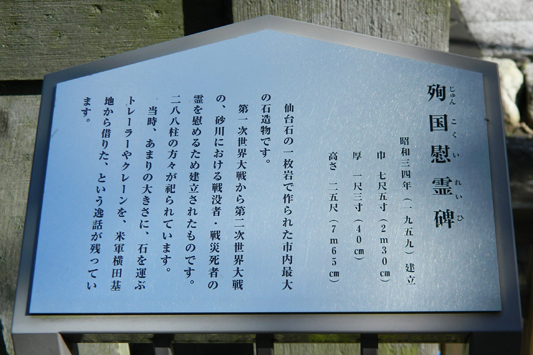 殉国慰霊碑
じゅんこくいれいひ
昭和三四年（一九五九）建立
巾 七尺五寸（2m30㎝）
厚 一尺三寸（40㎝）
高さ 二五尺（7m65㎝）
仙台石の一枚岩で作られた市内最大
の石造物です。
第一次世界大戦から第二次世界大戦
の、砂川における戦没者・戦災死者の
霊を慰めるため建立されたものです。
二八八柱の方々が祀られています。
当時、あまりの大きさに、石を運ぶ
トレーラーやクレーンを、米軍横田基
地から借りた、という逸話が残ってい
ます。